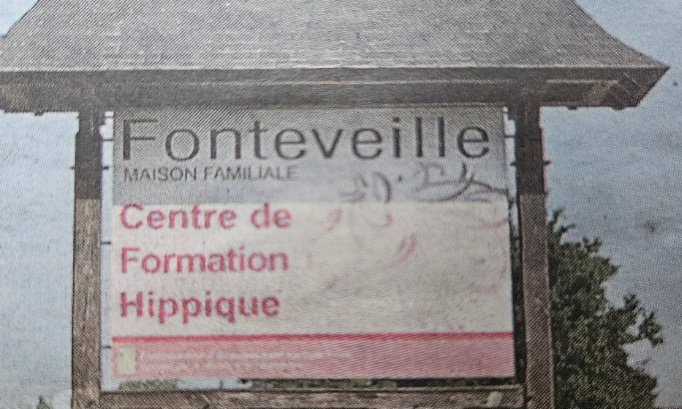 Fonteveille
MAISON FAMILIALE
Centre de
Formation
Hippique